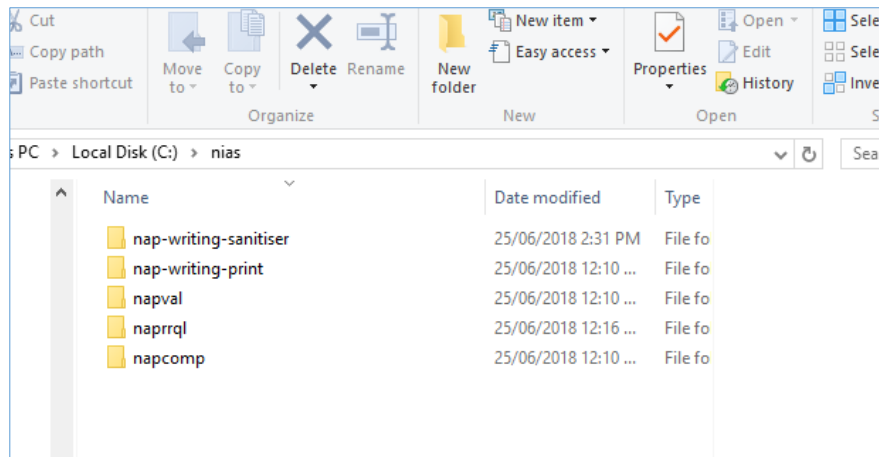 Cut
Copy path
Paste shortcut
Move to
Copy to
Delete
Rename
New folder
New item
Easy access
Properties
Open
Edit
History
Organize
New
Open
PC > Local Disk (C:) > nias
Name Date modified Type
nap-writing-sanitiser 25/06/2018 2:31 PM File fo
nap-writing-print 25/06/2018 12:10 ... File fo
napval 25/06/2018 12:10 ... File fo
naprrql 25/06/2018 12:16 ... File fo
napcomp 25/06/2018 12:10 ... File fo